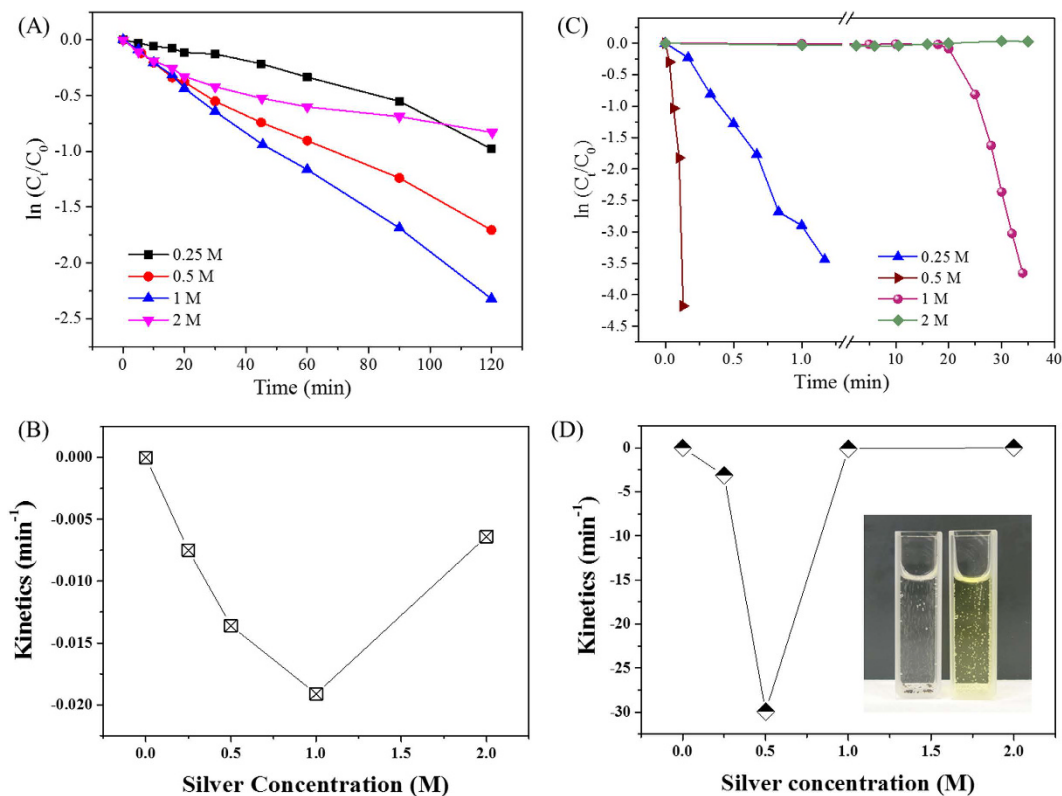 (A)
0.0
-0.5
-1.0
-1.5
-2.0
-2.5
ln (Cₜ/C₀)
0.25 M
0.5 M
1 M
2 M
0 20 40 60 80 100 120
Time (min)
(C)
0.0
-0.5
-1.0
-1.5
-2.0
-2.5
-3.0
-3.5
-4.0
-4.5
ln (Cₜ/C₀)
0.25 M
0.5 M
1 M
2 M
0.0 0.5 1.0 10 20 30
Time (min)
(B)
0.000
-0.005
-0.010
-0.015
-0.020
Kinetics (min⁻¹)
0.0 0.5 1.0 1.5 2.0
Silver Concentration (M)
(D)
0
-5
-10
-15
-20
-25
-30
Kinetics (min⁻¹)
0.0 0.5 1.0 1.5 2.0
Silver concentration (M)